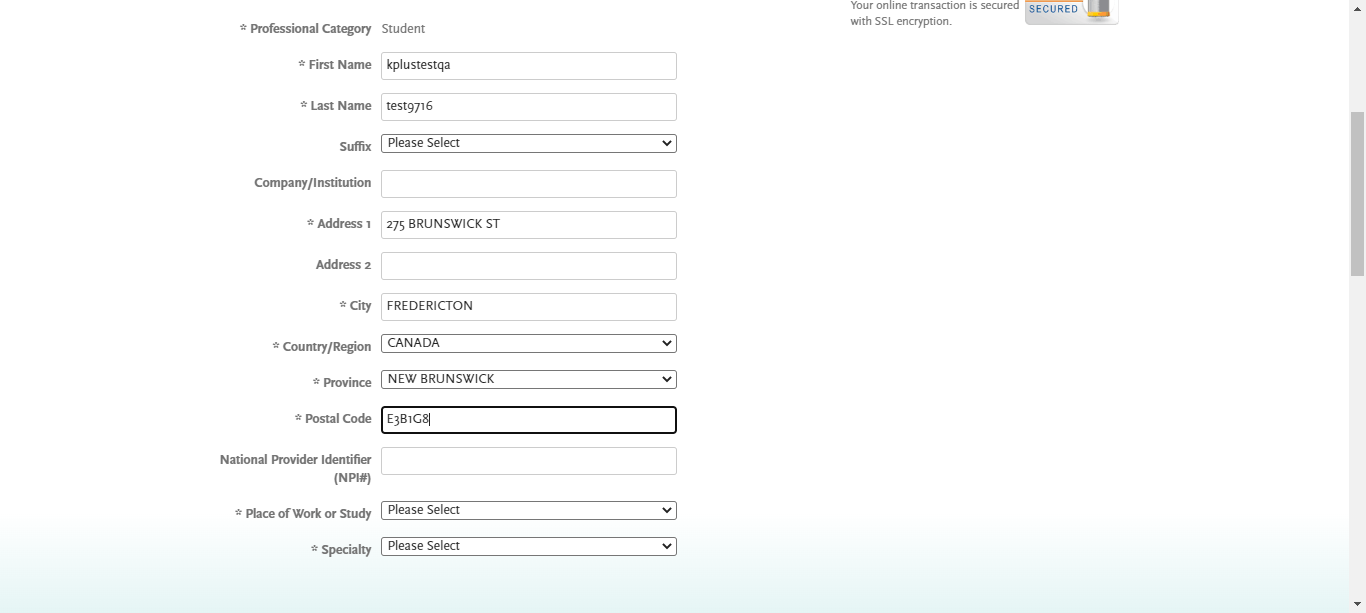 Your online transaction is secured
with SSL encryption.
SECURED
* Professional Category Student
* First Name kplustestqa
* Last Name test9716
Suffix Please Select
Company/Institution
* Address 1 275 BRUNSWICK ST
Address 2
* City FREDERICTON
* Country/Region CANADA
* Province NEW BRUNSWICK
* Postal Code E3B1G8
National Provider Identifier
(NPI#)
* Place of Work or Study Please Select
* Specialty Please Select